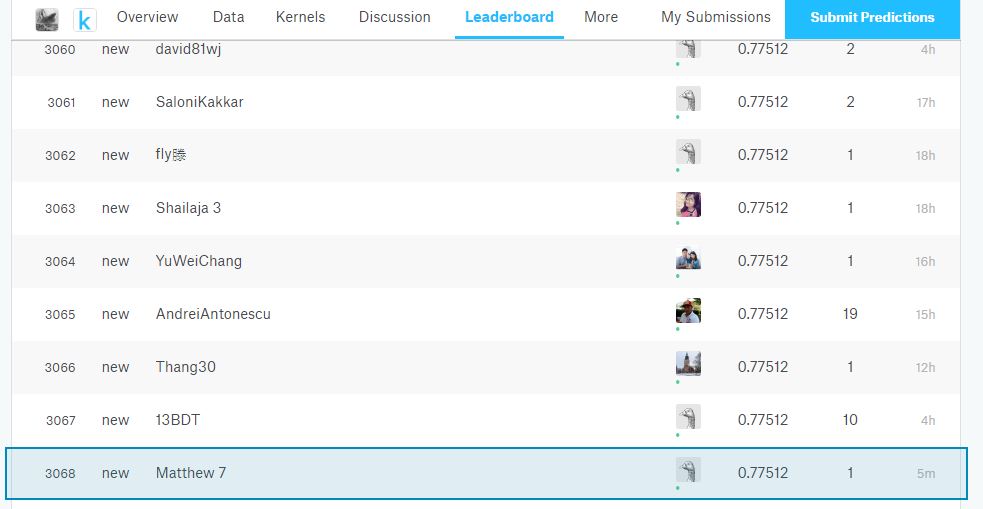 k Overview Data Kernels Discussion Leaderboard More My Submissions Submit Predictions
3060 new david81wj 0.77512 2 4h
3061 new SaloniKakkar 0.77512 2 17h
3062 new fly滕 0.77512 1 18h
3063 new Shailaja 3 0.77512 1 18h
3064 new YuWeiChang 0.77512 1 16h
3065 new AndreiAntonescu 0.77512 19 15h
3066 new Thang30 0.77512 1 12h
3067 new 13BDT 0.77512 10 4h
3068 new Matthew 7 0.77512 1 5m